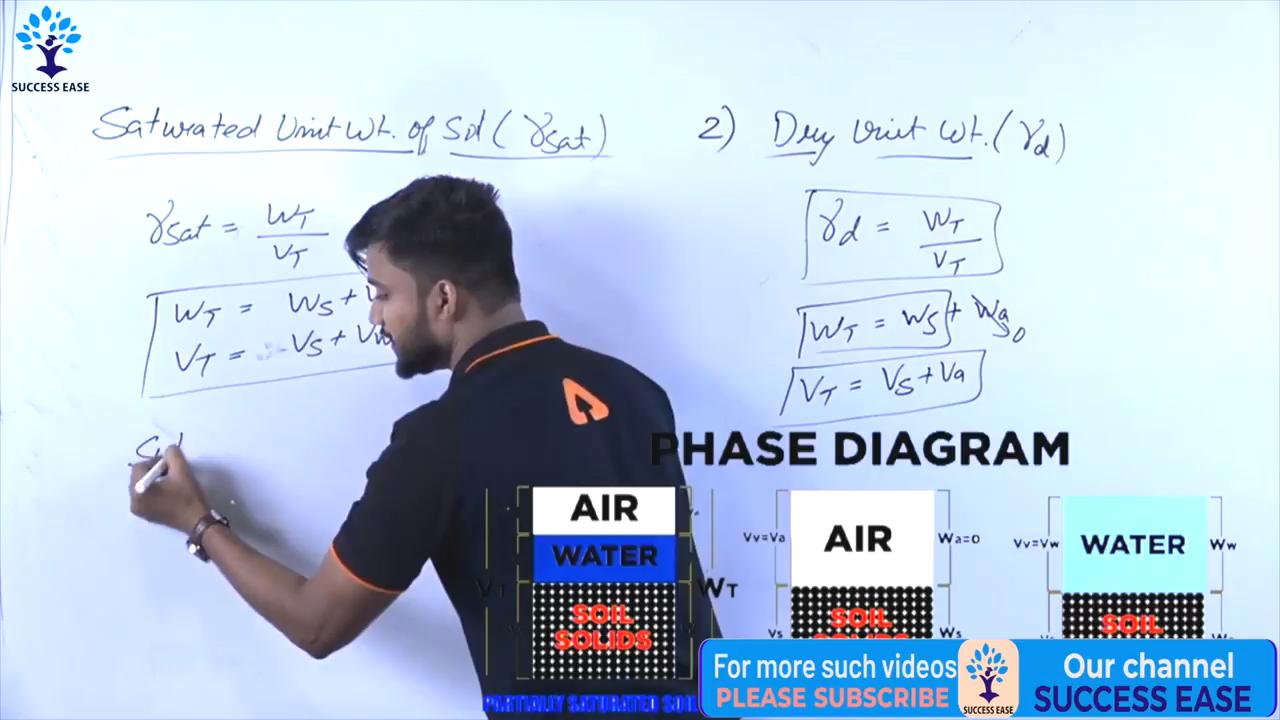 SUCCESS EASE
Saturated Unit Wt. of Soil (γsat)
γsat = WT / VT
WT = Ws +
VT = Vs + Vw
2) Dry Unit Wt. (γd)
γd = WT / VT
WT = Ws + Wa 0
VT = Vs + Va
PHASE DIAGRAM
AIR
WATER
SOIL
SOLIDS
VT
WT
PARTIALLY SATURATED SOIL
Vv=Va
AIR
Wa=0
Vs
SOIL
SOLIDS
Ws
Vv=Vw
WATER
Ww
SOIL
For more such videos
PLEASE SUBSCRIBE
SUCCESS EASE
Our channel
SUCCESS EASE